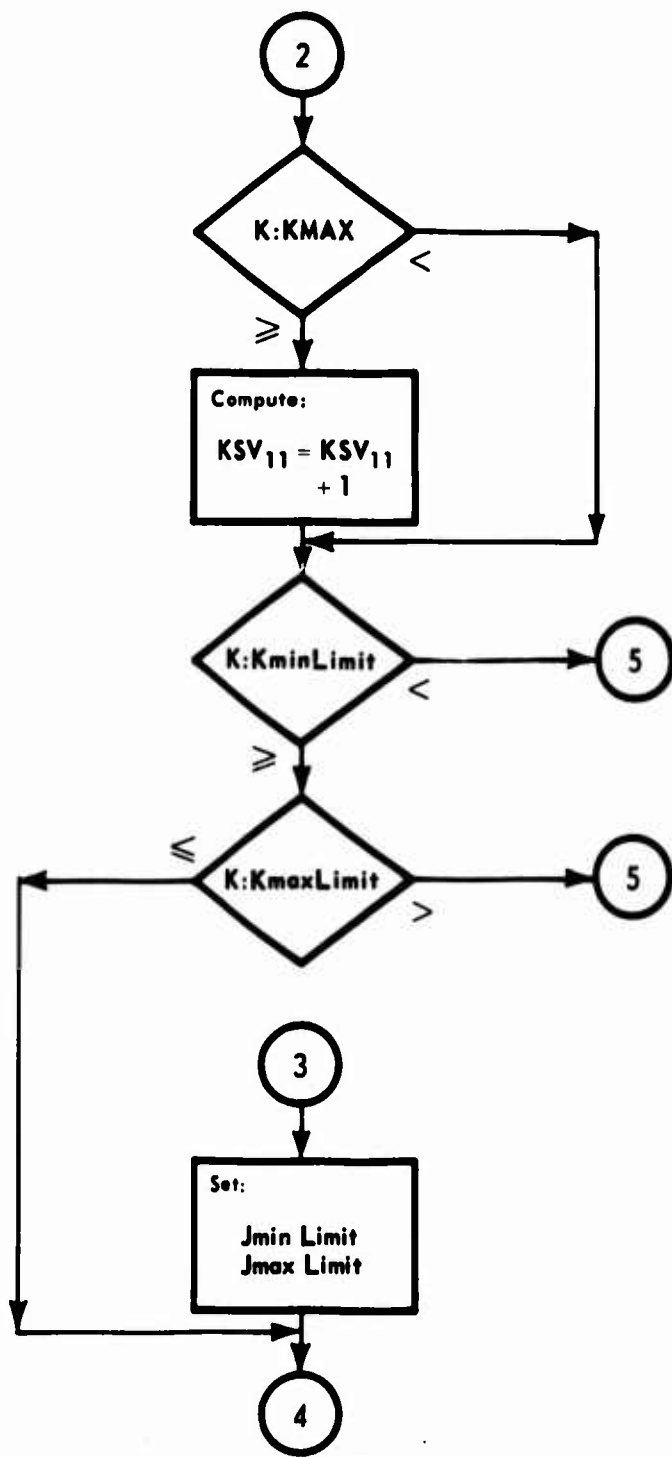 2
K:KMAX
<
≥
Compute:
KSV₁₁ = KSV₁₁
+ 1
K:KminLimit
<
5
≥
≤
K:KmaxLimit
>
5
3
Set:
Jmin Limit
Jmax Limit
4